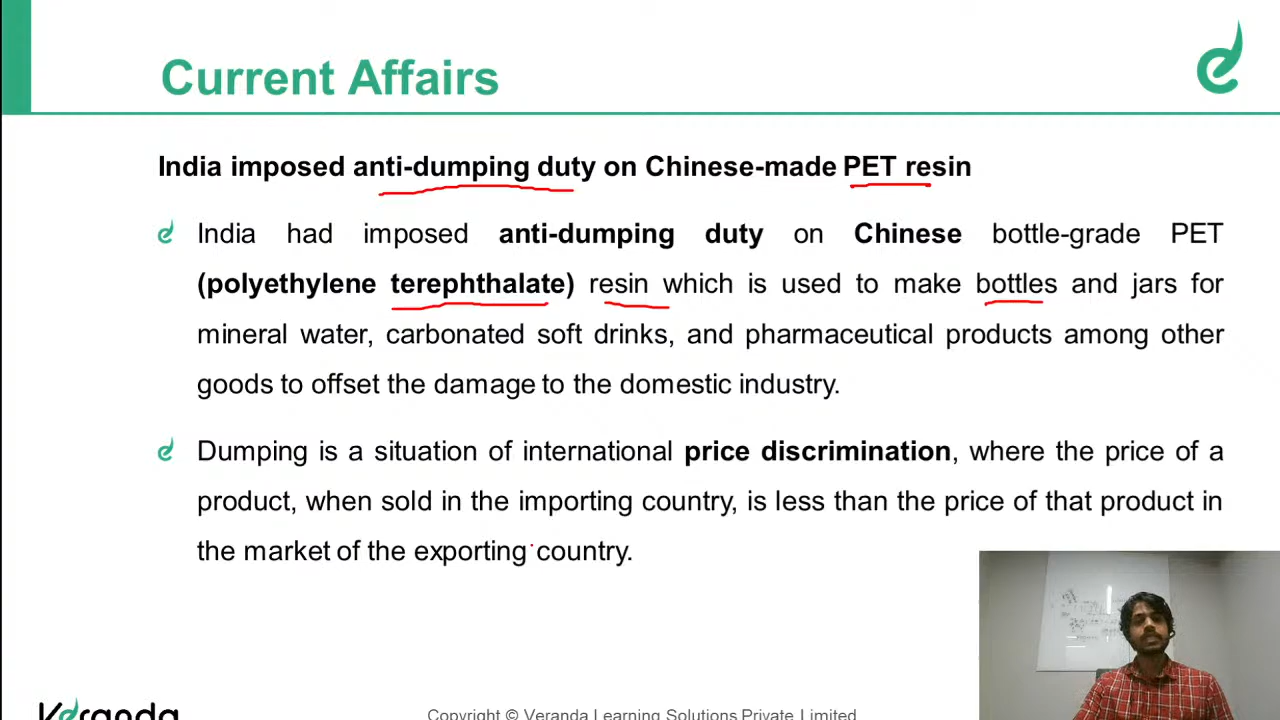 Current Affairs
India imposed anti-dumping duty on Chinese-made PET resin
India had imposed anti-dumping duty on Chinese bottle-grade PET
(polyethylene terephthalate) resin which is used to make bottles and jars for
mineral water, carbonated soft drinks, and pharmaceutical products among other
goods to offset the damage to the domestic industry.
Dumping is a situation of international price discrimination, where the price of a
product, when sold in the importing country, is less than the price of that product in
the market of the exporting country.
Veranda
Copyright © Veranda Learning Solutions Private Limited